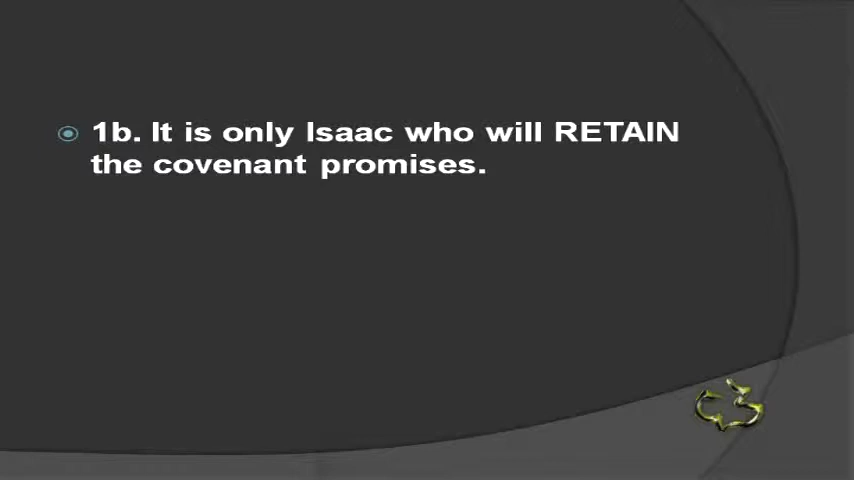 1b. It is only Isaac who will RETAIN
the covenant promises.